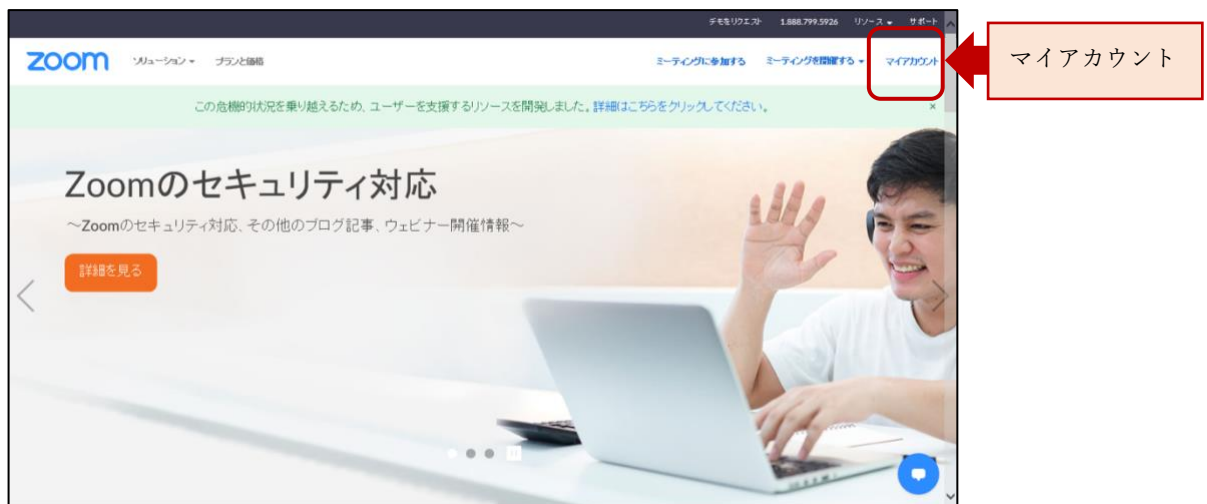 デモをリクエスト 1.888.799.5926 リソース サポート
zoom ソリューション プランと価格 ミーティングに参加する ミーティングを開催する マイアカウント
マイアカウント
この危機的状況を乗り越えるため、ユーザーを支援するリソースを開発しました。詳細はこちらをクリックしてください。 ×
Zoomのセキュリティ対応
～Zoomのセキュリティ対応、その他のブログ記事、ウェビナー開催情報～
詳細を見る